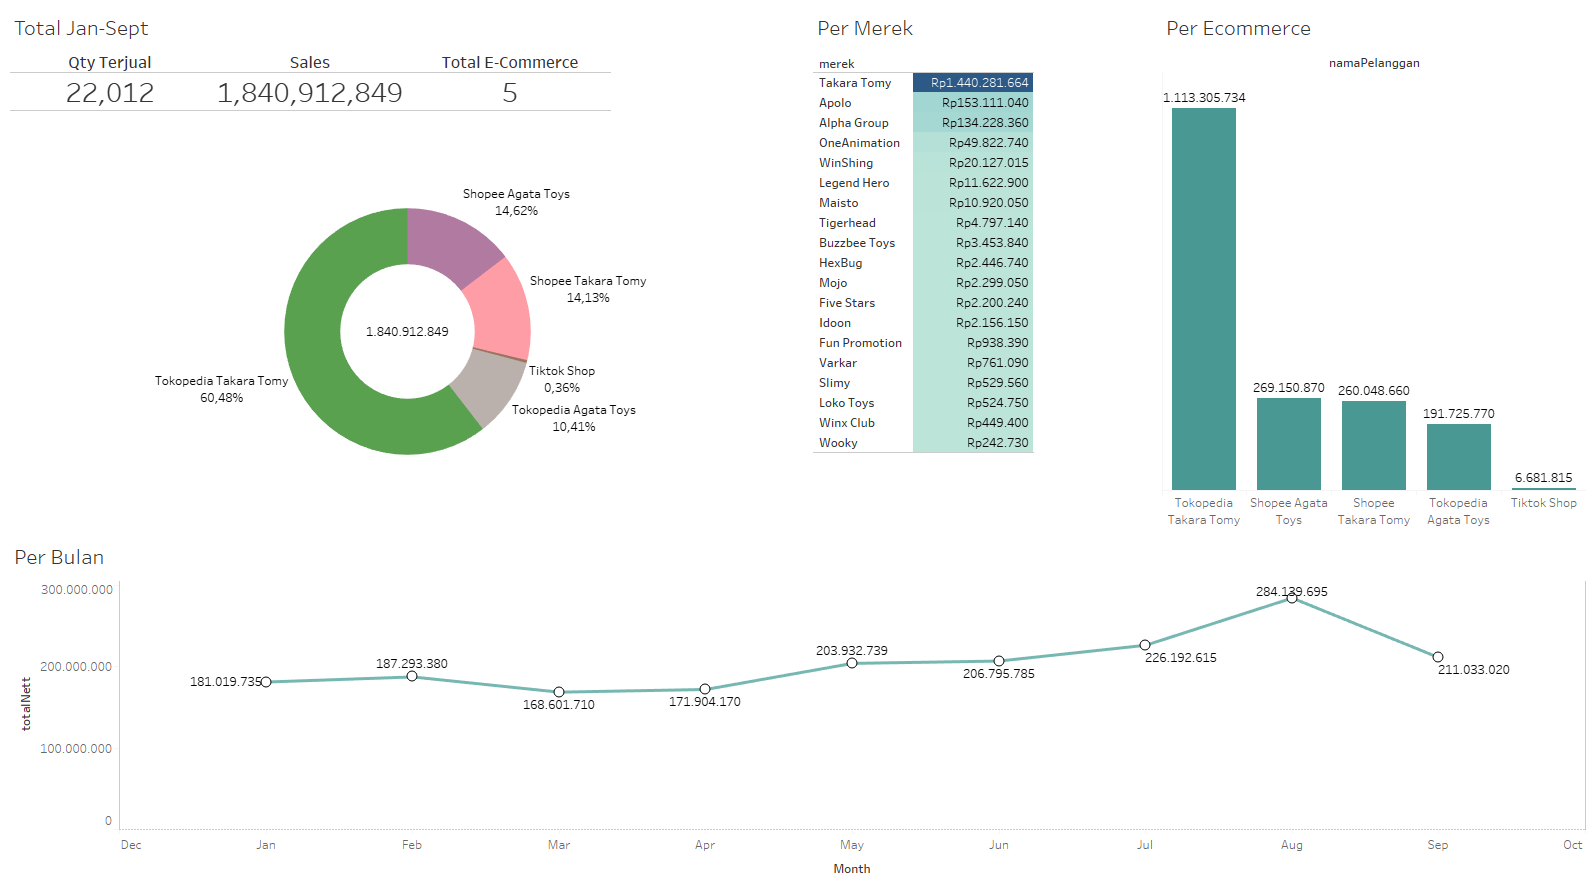 Total Jan-Sept
Qty Terjual Sales Total E-Commerce
22,012 1,840,912,849 5
Shopee Agata Toys
14,62%
Shopee Takara Tomy
14,13%
1.840.912.849
Tiktok Shop
0,36%
Tokopedia Takara Tomy
60,48%
Tokopedia Agata Toys
10,41%
Per Merek
merek
Takara Tomy Rp1.440.281.664
Apolo Rp153.111.040
Alpha Group Rp134.228.360
OneAnimation Rp49.822.740
WinShing Rp20.127.015
Legend Hero Rp11.622.900
Maisto Rp10.920.050
Tigerhead Rp4.797.140
Buzzbee Toys Rp3.453.840
HexBug Rp2.446.740
Mojo Rp2.299.050
Five Stars Rp2.200.240
Idoon Rp2.156.150
Fun Promotion Rp938.390
Varkar Rp761.090
Slimy Rp529.560
Loko Toys Rp524.750
Winx Club Rp449.400
Wooky Rp242.730
Per Ecommerce
namaPelanggan
1.113.305.734
269.150.870
260.048.660
191.725.770
6.681.815
Tokopedia
Takara Tomy
Shopee Agata
Toys
Shopee
Takara Tomy
Tokopedia
Agata Toys
Tiktok Shop
Per Bulan
totalNett
300.000.000
200.000.000
100.000.000
0
181.019.735
187.293.380
168.601.710
171.904.170
203.932.739
206.795.785
226.192.615
284.139.695
211.033.020
Dec Jan Feb Mar Apr May Jun Jul Aug Sep Oct
Month